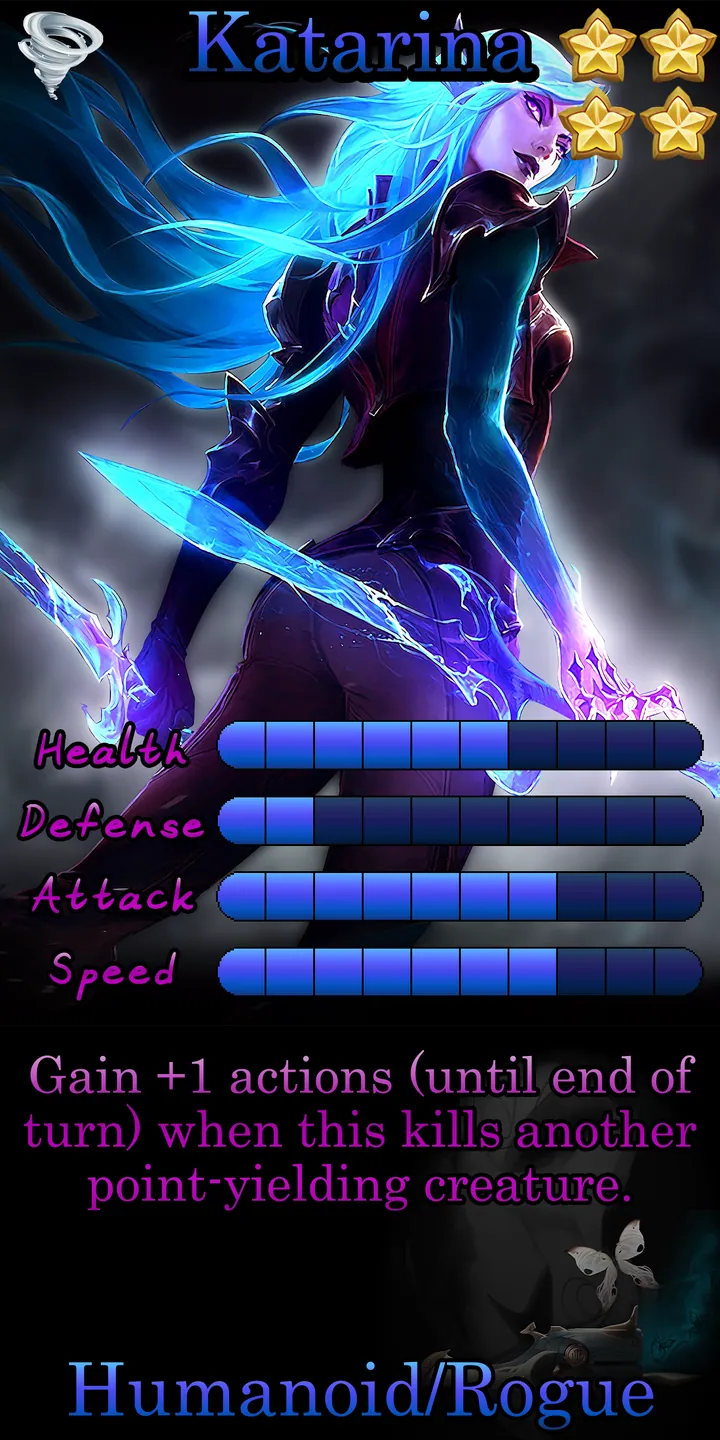 Katarina
Health
Defense
Attack
Speed
Gain +1 actions (until end of
turn) when this kills another
point-yielding creature.
Humanoid/Rogue